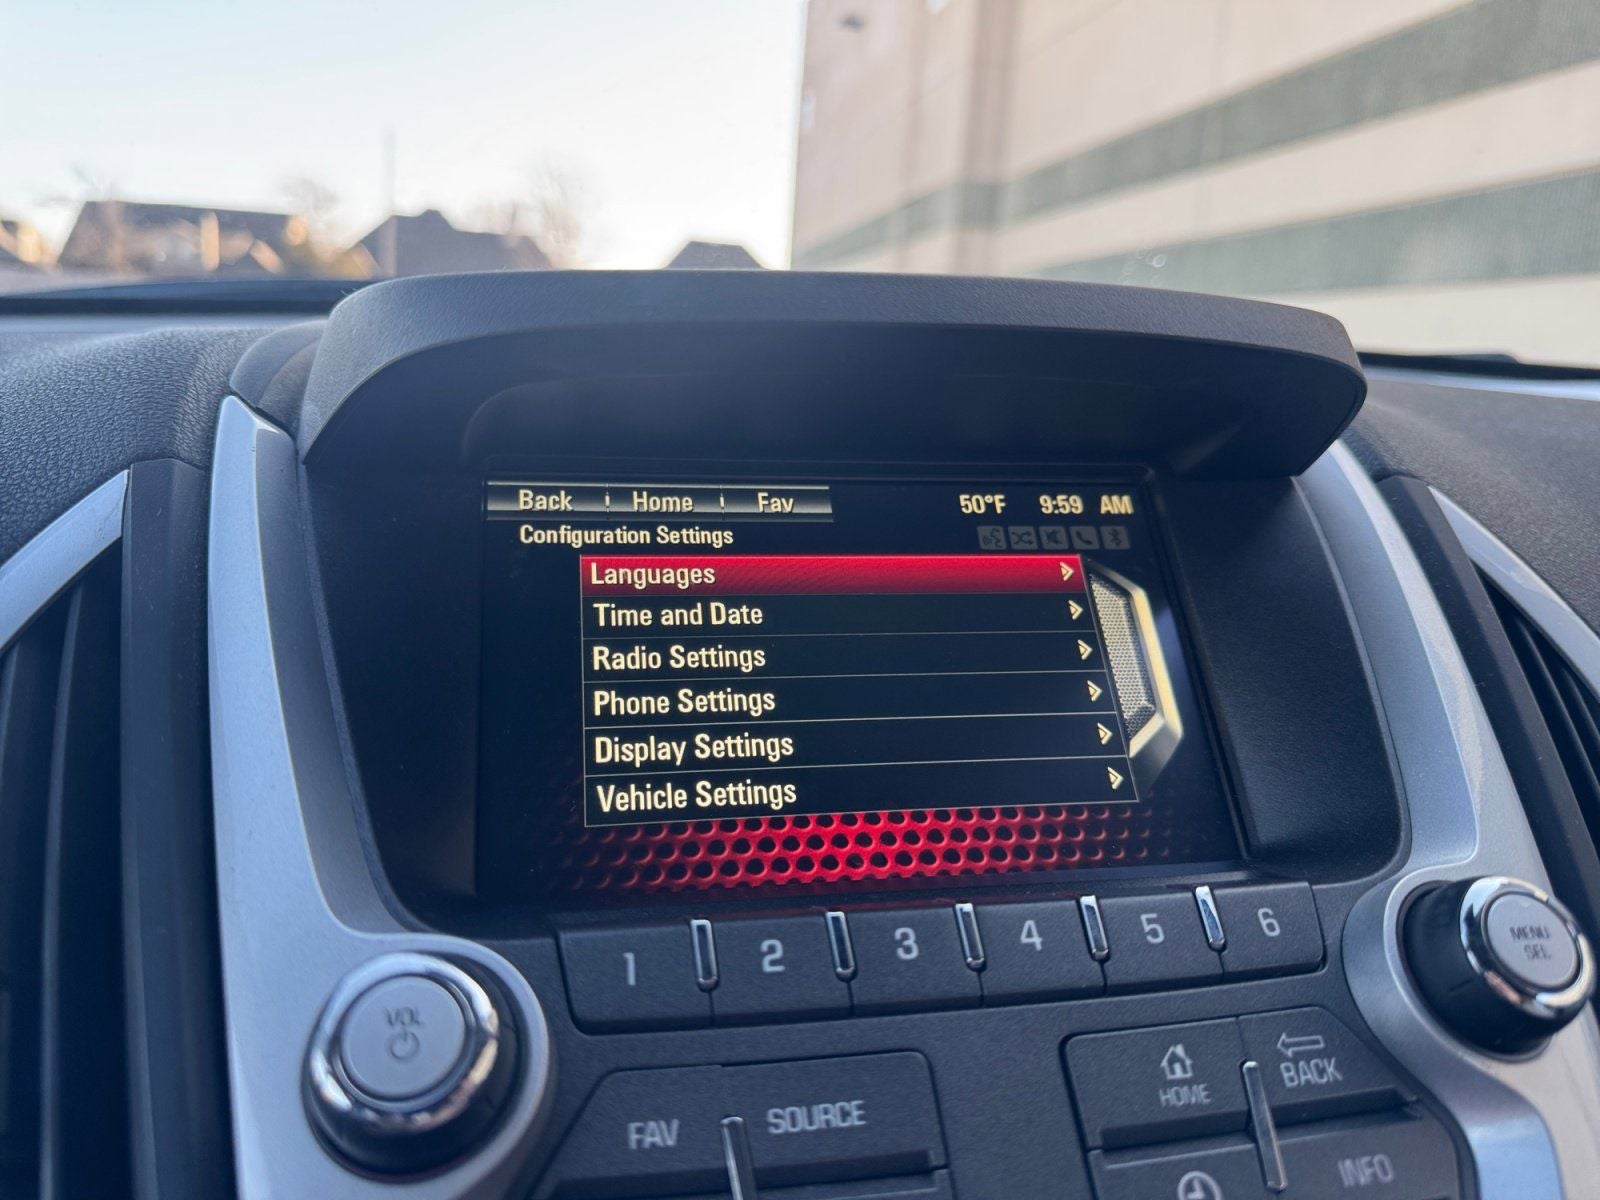 Back Home Fav 50°F 9:59 AM
Configuration Settings
Languages
Time and Date
Radio Settings
Phone Settings
Display Settings
Vehicle Settings
1 2 3 4 5 6
MENU
SEL
VOL
HOME
BACK
FAV SOURCE
INFO